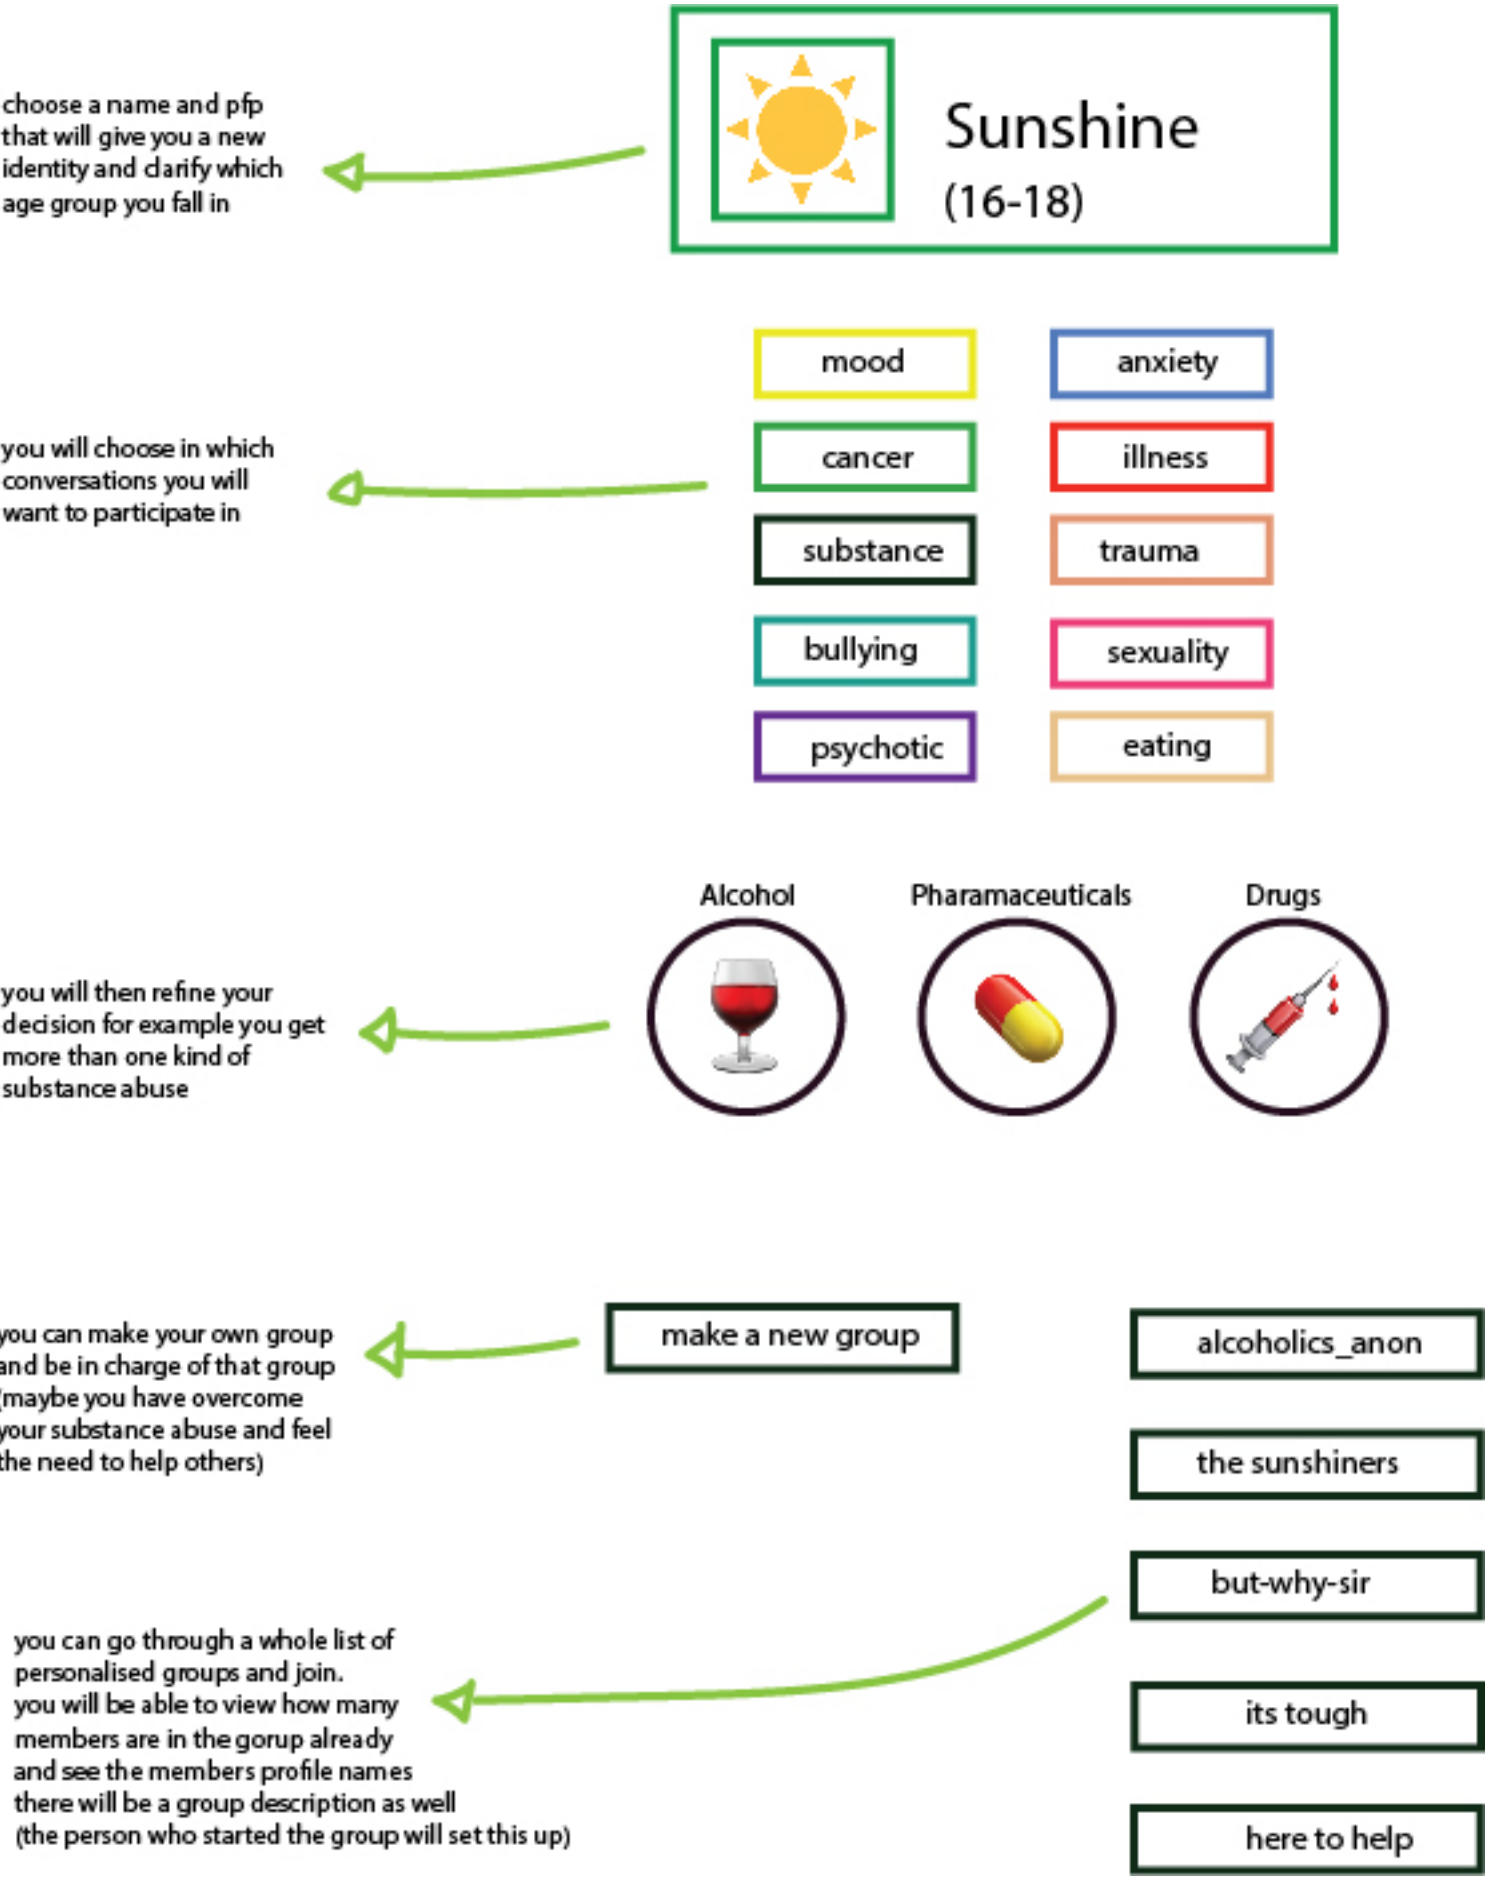 choose a name and pfp
that will give you a new
identity and clarify which
age group you fall in
Sunshine
(16-18)
you will choose in which
conversations you will
want to participate in
mood
anxiety
cancer
illness
substance
trauma
bullying
sexuality
psychotic
eating
you will then refine your
decision for example you get
more than one kind of
substance abuse
Alcohol
Pharamaceuticals
Drugs
you can make your own group
and be in charge of that group
(maybe you have overcome
your substance abuse and feel
the need to help others)
make a new group
alcoholics_anon
the sunshiners
but-why-sir
its tough
here to help
you can go through a whole list of
personalised groups and join.
you will be able to view how many
members are in the gorup already
and see the members profile names
there will be a group description as well
(the person who started the group will set this up)